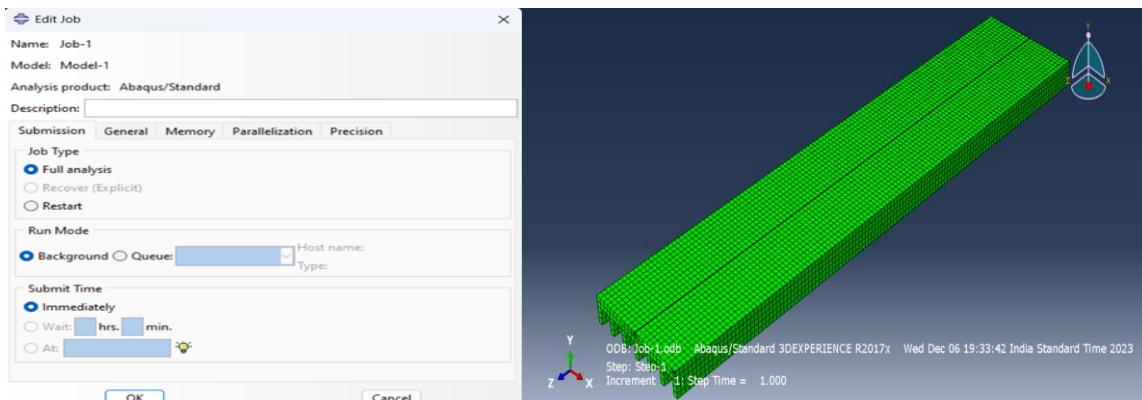 Edit Job
Name: Job-1
Model: Model-1
Analysis product: Abaqus/Standard
Description:
Submission General Memory Parallelization Precision
Job Type
Full analysis
Recover (Explicit)
Restart
Run Mode
Background Queue: Host name:
Type:
Submit Time
Immediately
Wait: hrs. min.
At:
OK Cancel
Y
Z X
Y
Z X
ODB: Job-1.odb Abaqus/Standard 3DEXPERIENCE R2017x Wed Dec 06 19:33:42 India Standard Time 2023
Step: Step-1
Increment 1: Step Time = 1.000